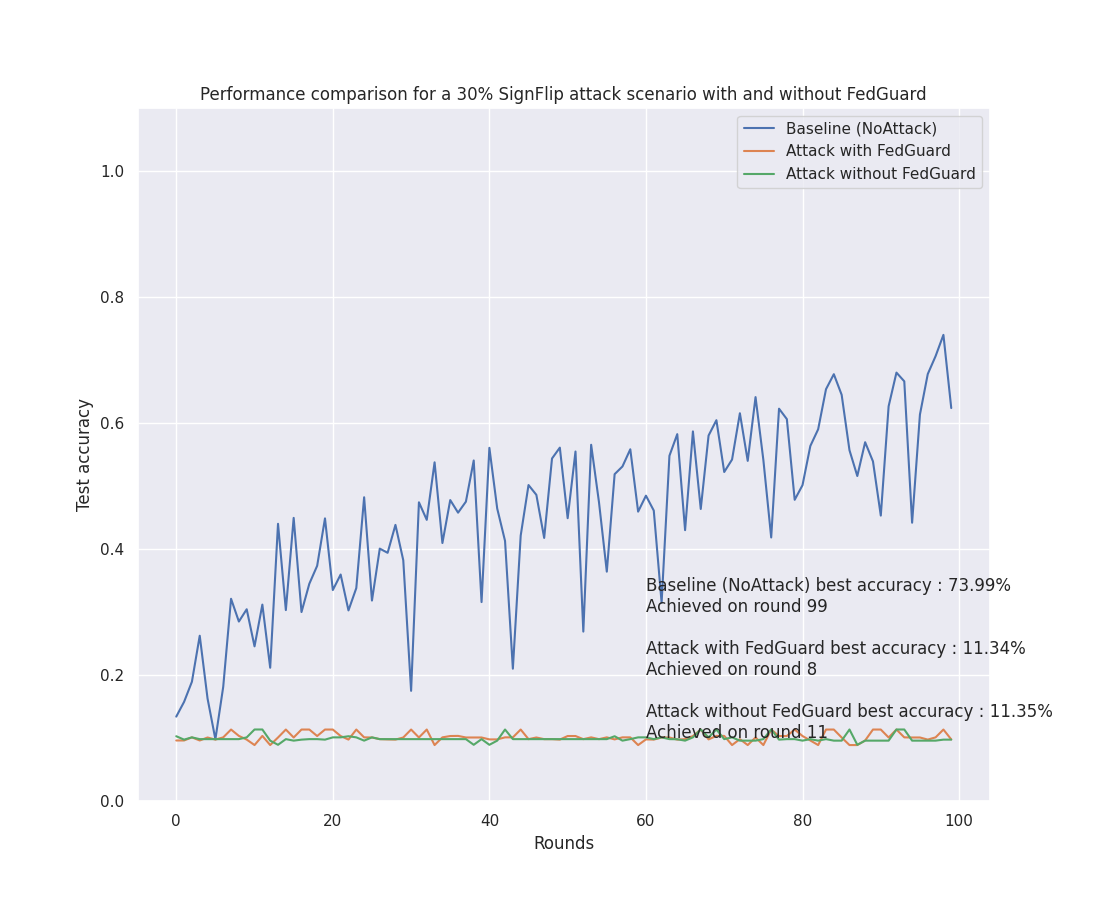 Performance comparison for a 30% SignFlip attack scenario with and without FedGuard
Baseline (NoAttack)
Attack with FedGuard
Attack without FedGuard
1.0
0.8
0.6
0.4
0.2
0.0
Test accuracy
Baseline (NoAttack) best accuracy : 73.99%
Achieved on round 99
Attack with FedGuard best accuracy : 11.34%
Achieved on round 8
Attack without FedGuard best accuracy : 11.35%
Achieved on round 11
0 20 40 60 80 100
Rounds